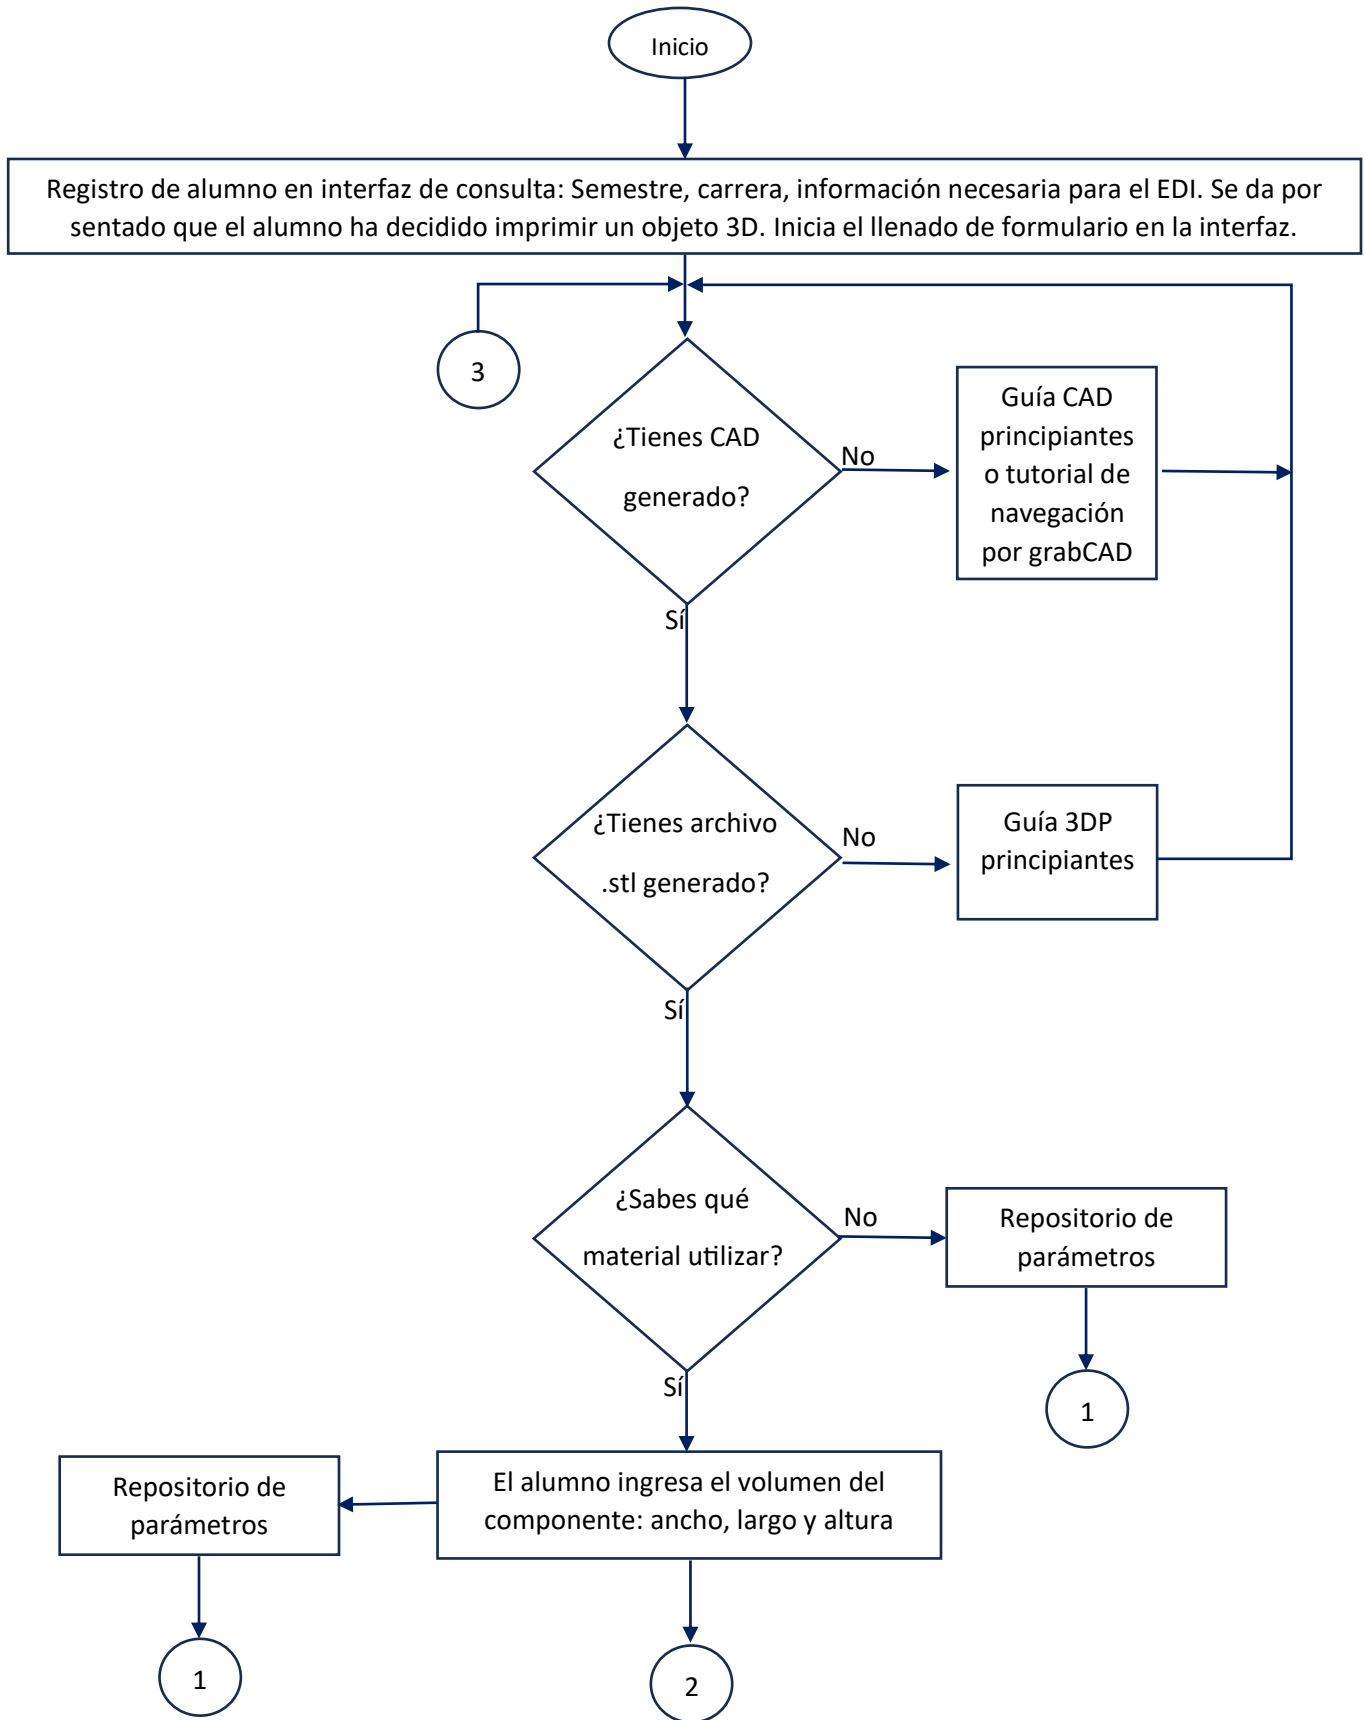 Inicio
Registro de alumno en interfaz de consulta: Semestre, carrera, información necesaria para el EDI. Se da por
sentado que el alumno ha decidido imprimir un objeto 3D. Inicia el llenado de formulario en la interfaz.
3
¿Tienes CAD
generado?
No
Guía CAD
principiantes
o tutorial de
navegación
por grabCAD
Sí
¿Tienes archivo
.stl generado?
No
Guía 3DP
principiantes
Sí
¿Sabes qué
material utilizar?
No
Repositorio de
parámetros
1
Sí
El alumno ingresa el volumen del
componente: ancho, largo y altura
Repositorio de
parámetros
1
2